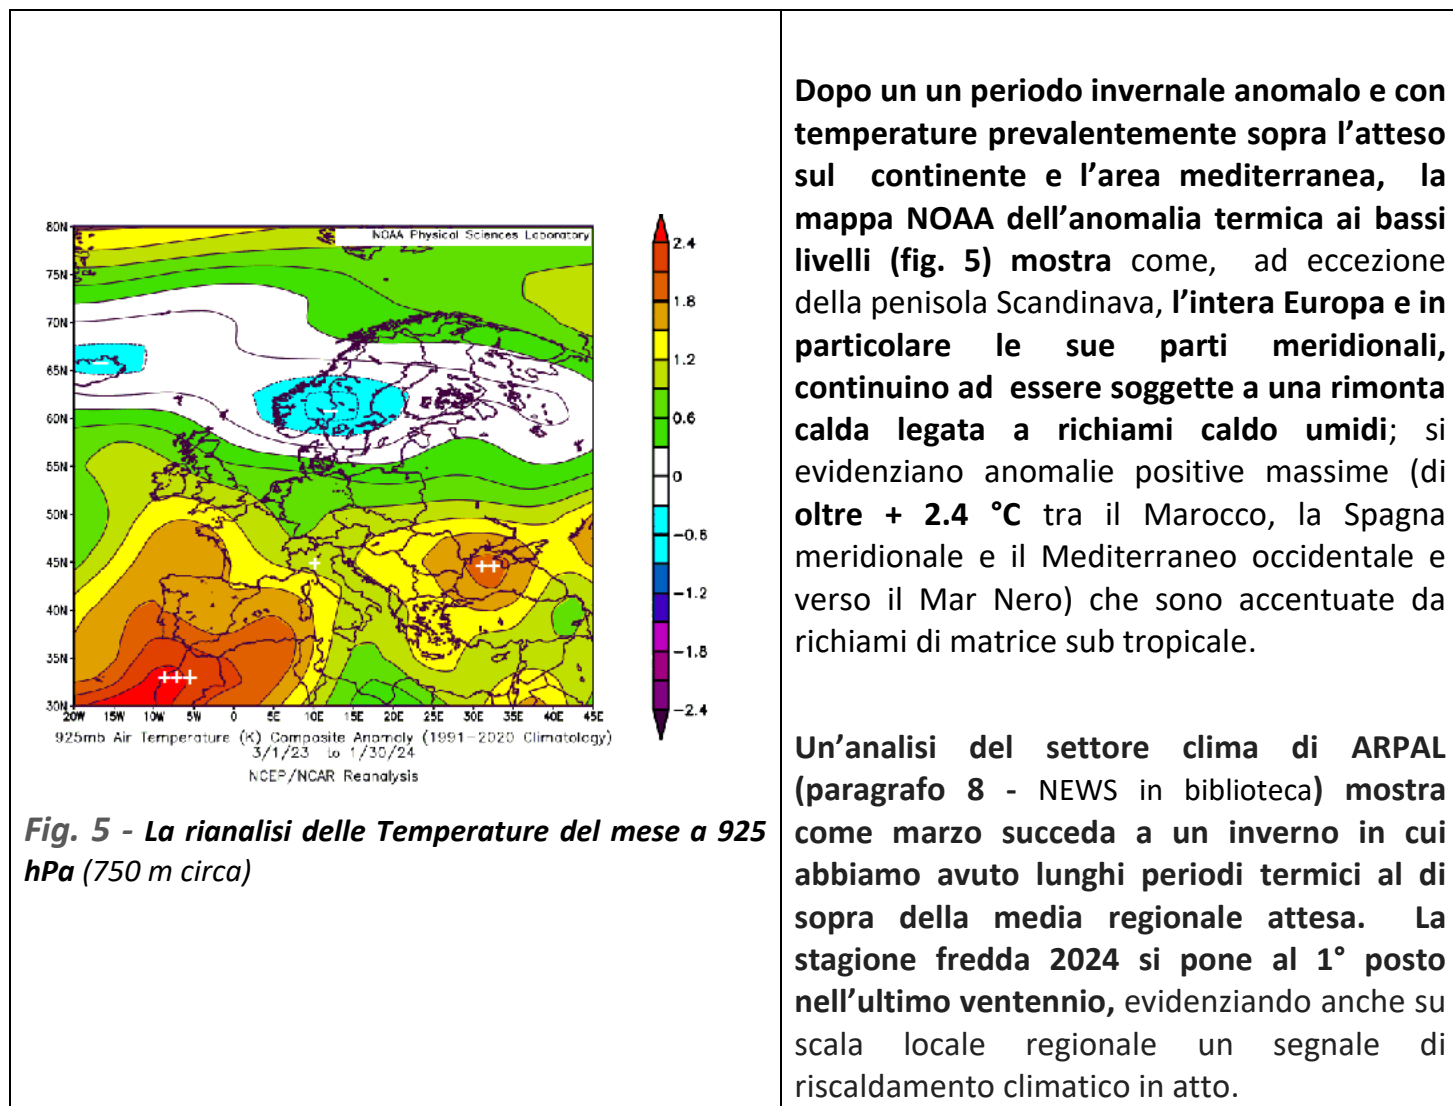 NOAA Physical Sciences Laboratory
80N
75N
70N
65N
60N
55N
50N
45N
40N
35N
30N
20W 15W 10W 5W 0 5E 10E 15E 20E 25E 30E 35E 40E 45E
2.4
1.8
1.2
0.6
0
−0.6
−1.2
−1.8
−2.4
+
++
+++
925mb Air Temperature (K) Composite Anomaly (1991−2020 Climatology)
3/1/23 to 1/30/24
NCEP/NCAR Reanalysis
Fig. 5 - La rianalisi delle Temperature del mese a 925
hPa (750 m circa)
Dopo un un periodo invernale anomalo e con
temperature prevalentemente sopra l’atteso
sul continente e l’area mediterranea, la
mappa NOAA dell’anomalia termica ai bassi
livelli (fig. 5) mostra come, ad eccezione
della penisola Scandinava, l’intera Europa e in
particolare le sue parti meridionali,
continuino ad essere soggette a una rimonta
calda legata a richiami caldo umidi; si
evidenziano anomalie positive massime (di
oltre + 2.4 °C tra il Marocco, la Spagna
meridionale e il Mediterraneo occidentale e
verso il Mar Nero) che sono accentuate da
richiami di matrice sub tropicale.
Un’analisi del settore clima di ARPAL
(paragrafo 8 - NEWS in biblioteca) mostra
come marzo succeda a un inverno in cui
abbiamo avuto lunghi periodi termici al di
sopra della media regionale attesa. La
stagione fredda 2024 si pone al 1° posto
nell’ultimo ventennio, evidenziando anche su
scala locale regionale un segnale di
riscaldamento climatico in atto.